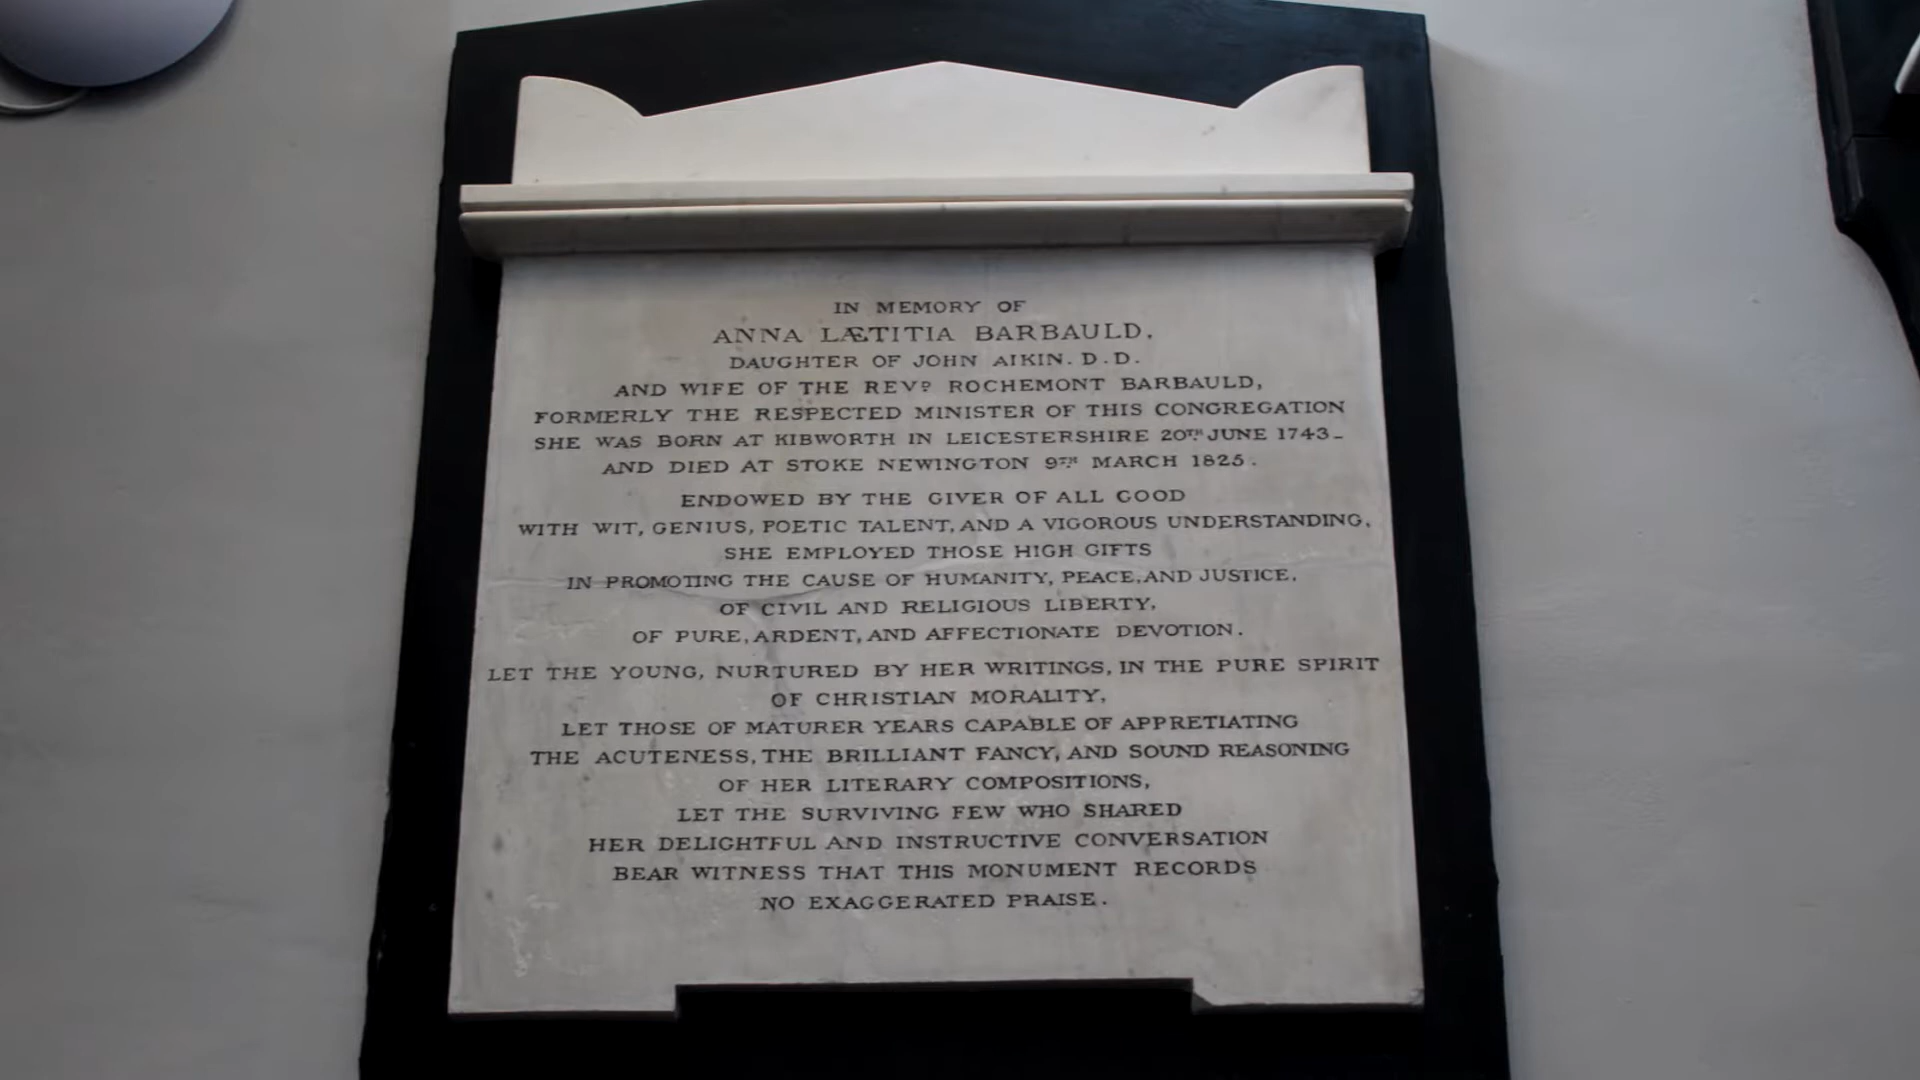 IN MEMORY OF
ANNA LÆTITIA BARBAULD,
DAUGHTER OF JOHN AIKIN. D.D.
AND WIFE OF THE REVD ROCHEMONT BARBAULD,
FORMERLY THE RESPECTED MINISTER OF THIS CONGREGATION
SHE WAS BORN AT KIBWORTH IN LEICESTERSHIRE 20TH JUNE 1743_
AND DIED AT STOKE NEWINGTON 9TH MARCH 1825.
ENDOWED BY THE GIVER OF ALL GOOD
WITH WIT, GENIUS, POETIC TALENT, AND A VIGOROUS UNDERSTANDING,
SHE EMPLOYED THOSE HIGH GIFTS
IN PROMOTING THE CAUSE OF HUMANITY, PEACE, AND JUSTICE,
OF CIVIL AND RELIGIOUS LIBERTY,
OF PURE, ARDENT, AND AFFECTIONATE DEVOTION.
LET THE YOUNG, NURTURED BY HER WRITINGS, IN THE PURE SPIRIT
OF CHRISTIAN MORALITY,
LET THOSE OF MATURER YEARS CAPABLE OF APPRETIATING
THE ACUTENESS, THE BRILLIANT FANCY, AND SOUND REASONING
OF HER LITERARY COMPOSITIONS,
LET THE SURVIVING FEW WHO SHARED
HER DELIGHTFUL AND INSTRUCTIVE CONVERSATION
BEAR WITNESS THAT THIS MONUMENT RECORDS
NO EXAGGERATED PRAISE.